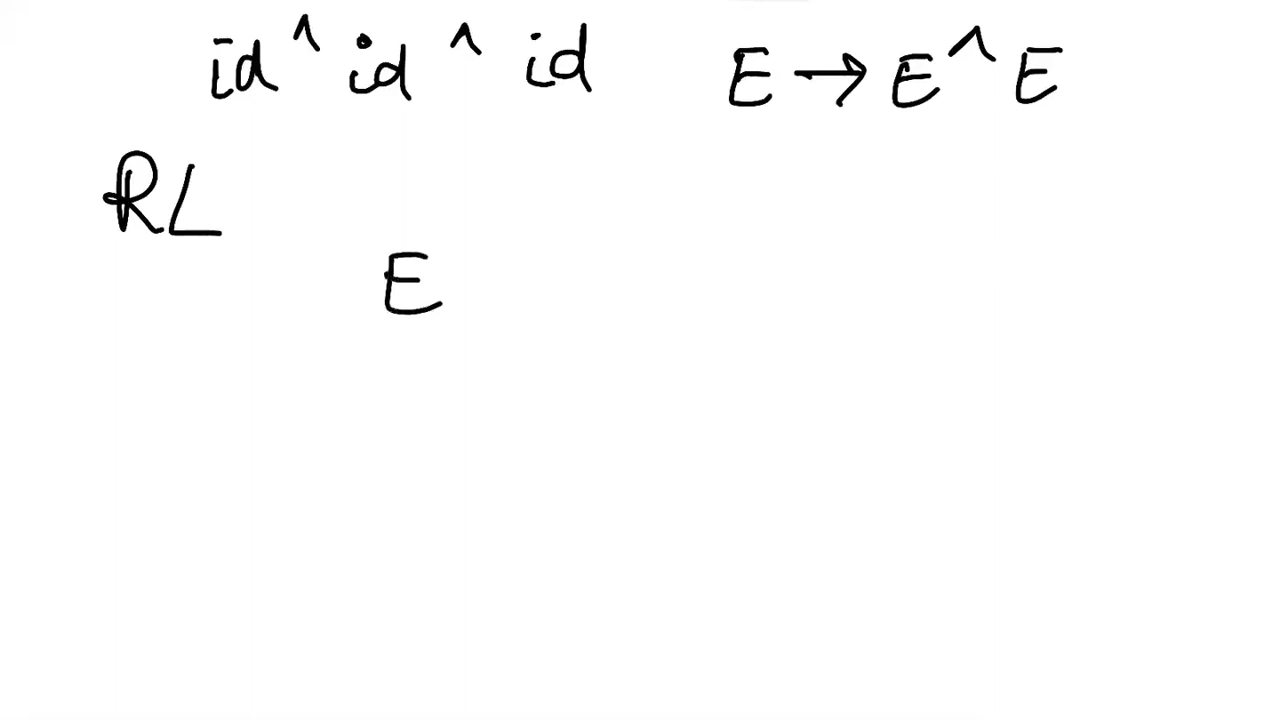 id ^ id ^ id E → E ^ E
RL
E